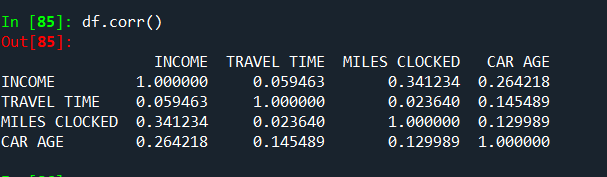 In [85]: df.corr()
Out[85]:
INCOME TRAVEL TIME MILES CLOCKED CAR AGE
INCOME 1.000000 0.059463 0.341234 0.264218
TRAVEL TIME 0.059463 1.000000 0.023640 0.145489
MILES CLOCKED 0.341234 0.023640 1.000000 0.129989
CAR AGE 0.264218 0.145489 0.129989 1.000000